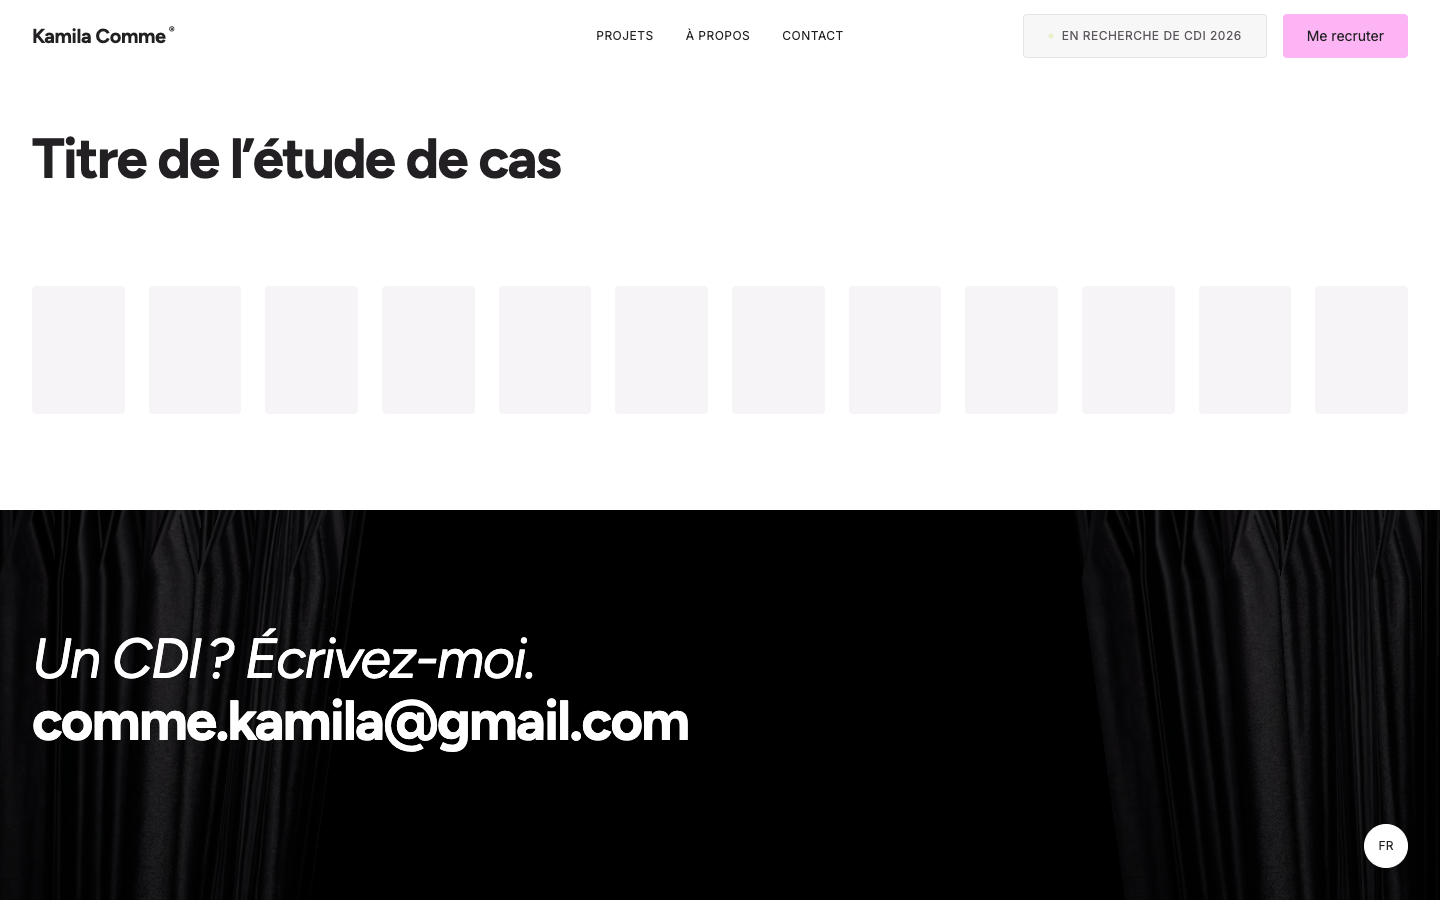 Kamila Comme ®
PROJETS
À PROPOS
CONTACT
EN RECHERCHE DE CDI 2026
Me recruter
Titre de l’étude de cas
Un CDI ? Écrivez-moi.
comme.kamila@gmail.com
FR